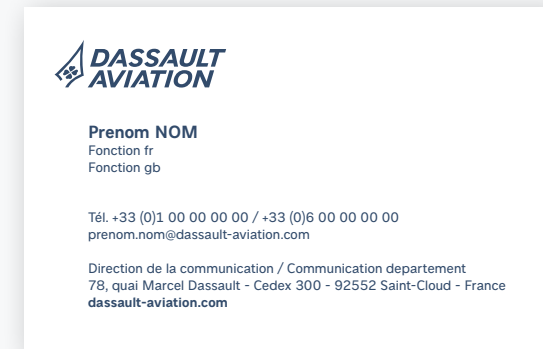 DASSAULT
AVIATION
Prenom NOM
Fonction fr
Fonction gb
Tél. +33 (0)1 00 00 00 00 / +33 (0)6 00 00 00 00
prenom.nom@dassault-aviation.com
Direction de la communication / Communication departement
78, quai Marcel Dassault - Cedex 300 - 92552 Saint-Cloud - France
dassault-aviation.com